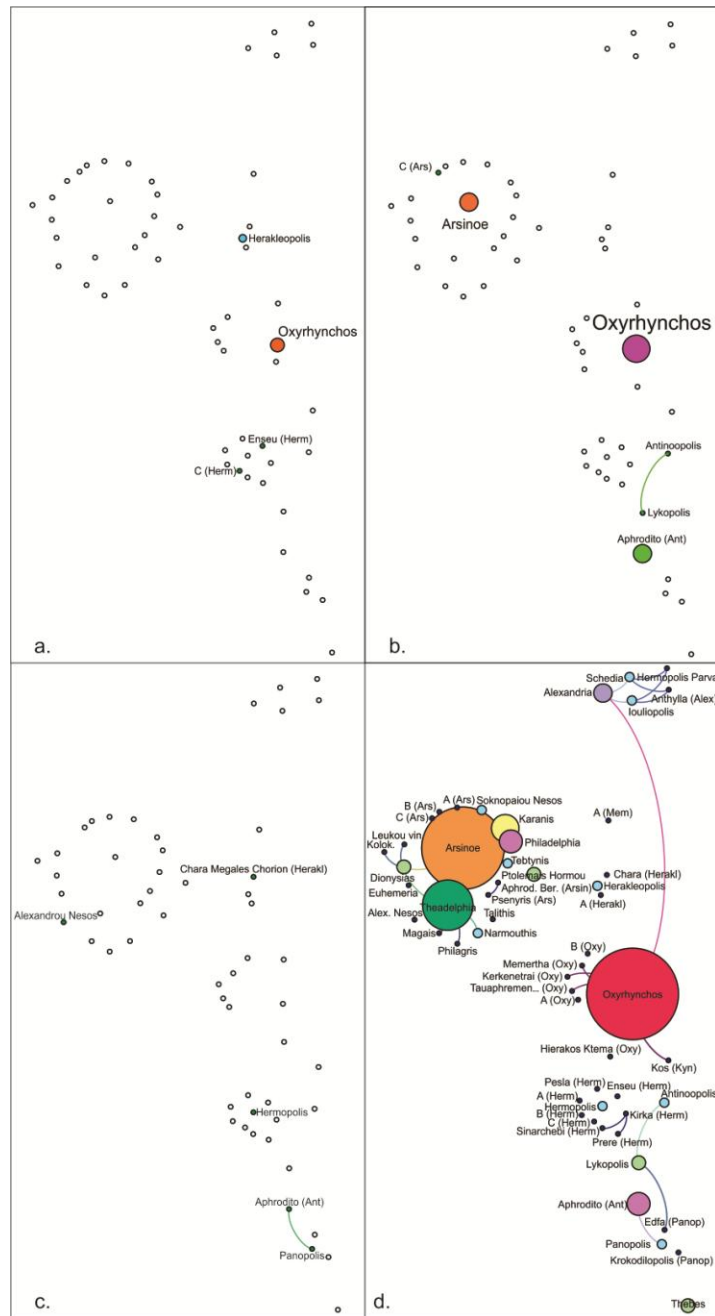 Herakleopolis
Oxyrhynchos
Enseu (Herm)
C (Herm)
a.
C (Ars)
Arsinoe
Oxyrhynchos
Antinoopolis
Lykopolis
Aphrodito (Ant)
b.
Chara Megales Chorion (Herakl)
Alexandrou Nesos
Hermopolis
Aphrodito (Ant)
Panopolis
c.
Schedia
Hermopolis Parva
Alexandria
Anthylla (Alex)
Iouliopolis
A (Ars)
Soknopaiou Nesos
B (Ars)
C (Ars)
Karanis
A (Mem)
Leukou vin
Kolok.
Arsinoe
Philadelphia
Tebtynis
Dionysias
Ptolemais Hormou
Chara (Herakl)
Euhemeria
Aphrod. Ber. (Arsin)
Herakleopolis
Theadelphia
Psenyris (Ars)
A (Herakl)
Alex. Nesos
Talithis
Magais
Narmouthis
Philagris
B (Oxy)
Memertha (Oxy)
Kerkenetrai (Oxy)
Tauaphremen.. (Oxy)
Oxyrhynchos
A (Oxy)
Hierakos Ktema (Oxy)
Kos (Kyn)
Pesla (Herm)
Enseu (Herm)
Antinoopolis
A (Herm)
Hermopolis
B (Herm)
Kirka (Herm)
C (Herm)
Sinarchebi (Herm)
Prere (Herm)
Lykopolis
Aphrodito (Ant)
Edfa (Panop)
Panopolis
Krokodilopolis (Panop)
Thebes
d.